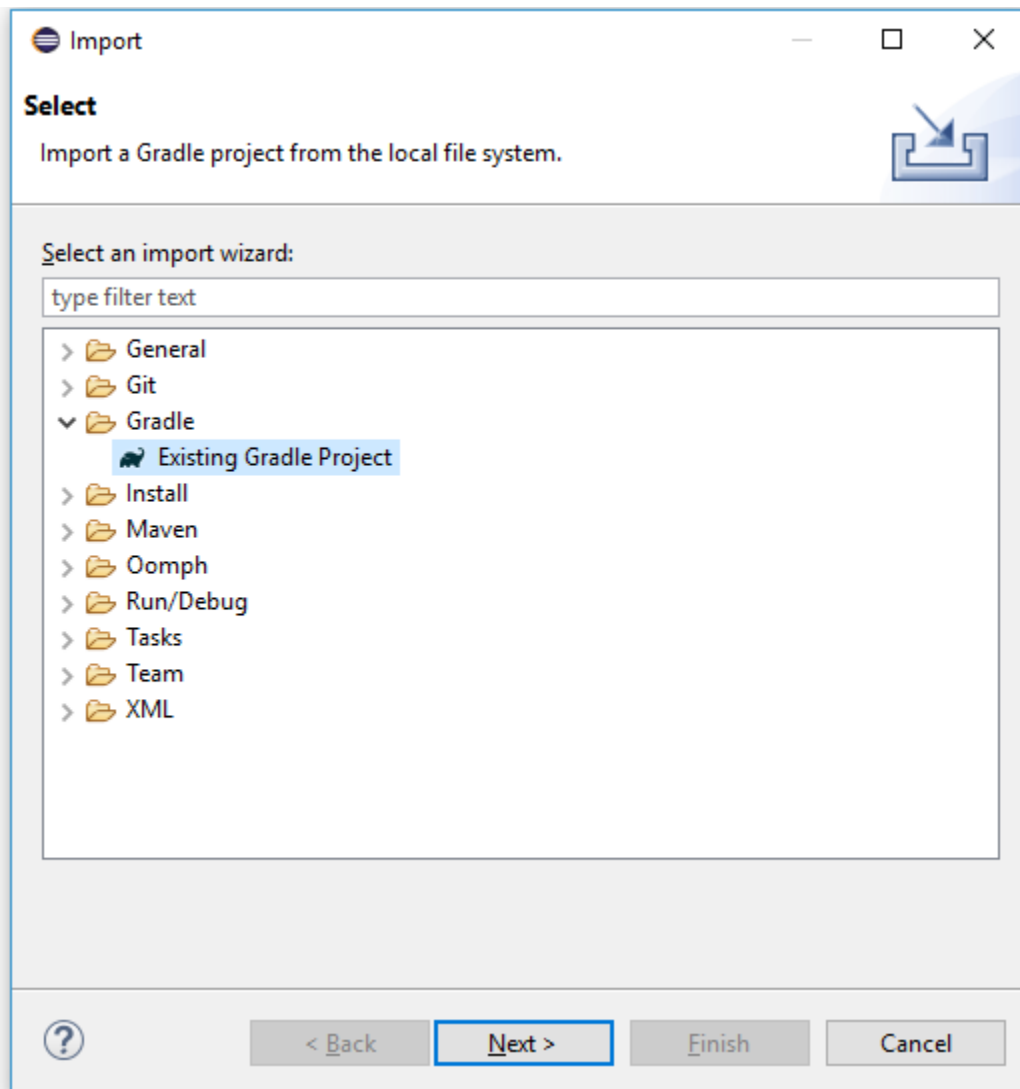 Import
Select
Import a Gradle project from the local file system.
Select an import wizard:
type filter text
General
Git
Gradle
Existing Gradle Project
Install
Maven
Oomph
Run/Debug
Tasks
Team
XML
? < Back Next > Finish Cancel